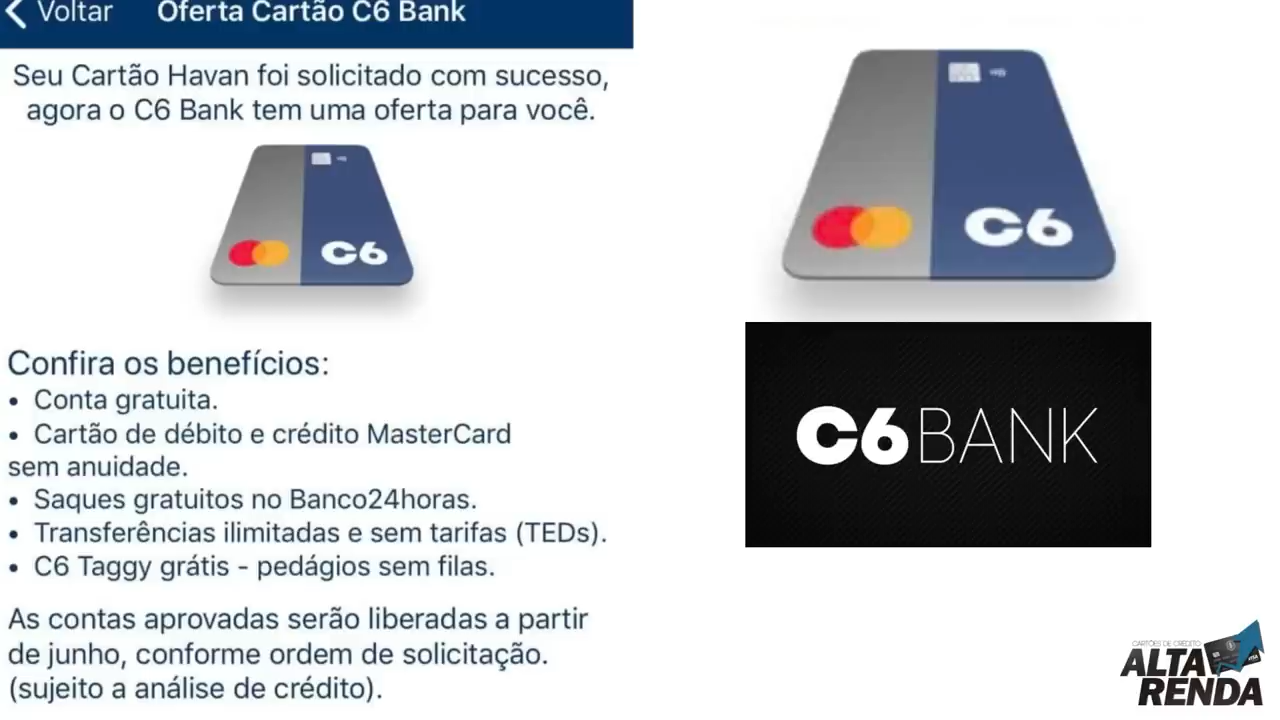 Voltar
Oferta Cartão C6 Bank
Seu Cartão Havan foi solicitado com sucesso,
agora o C6 Bank tem uma oferta para você.
C6
Confira os benefícios:
• Conta gratuita.
• Cartão de débito e crédito MasterCard
sem anuidade.
• Saques gratuitos no Banco24horas.
• Transferências ilimitadas e sem tarifas (TEDs).
• C6 Taggy grátis - pedágios sem filas.
As contas aprovadas serão liberadas a partir
de junho, conforme ordem de solicitação.
(sujeito a análise de crédito).
C6
C6BANK
CARTÕES DE CRÉDITO
ALTA
RENDA
VISA